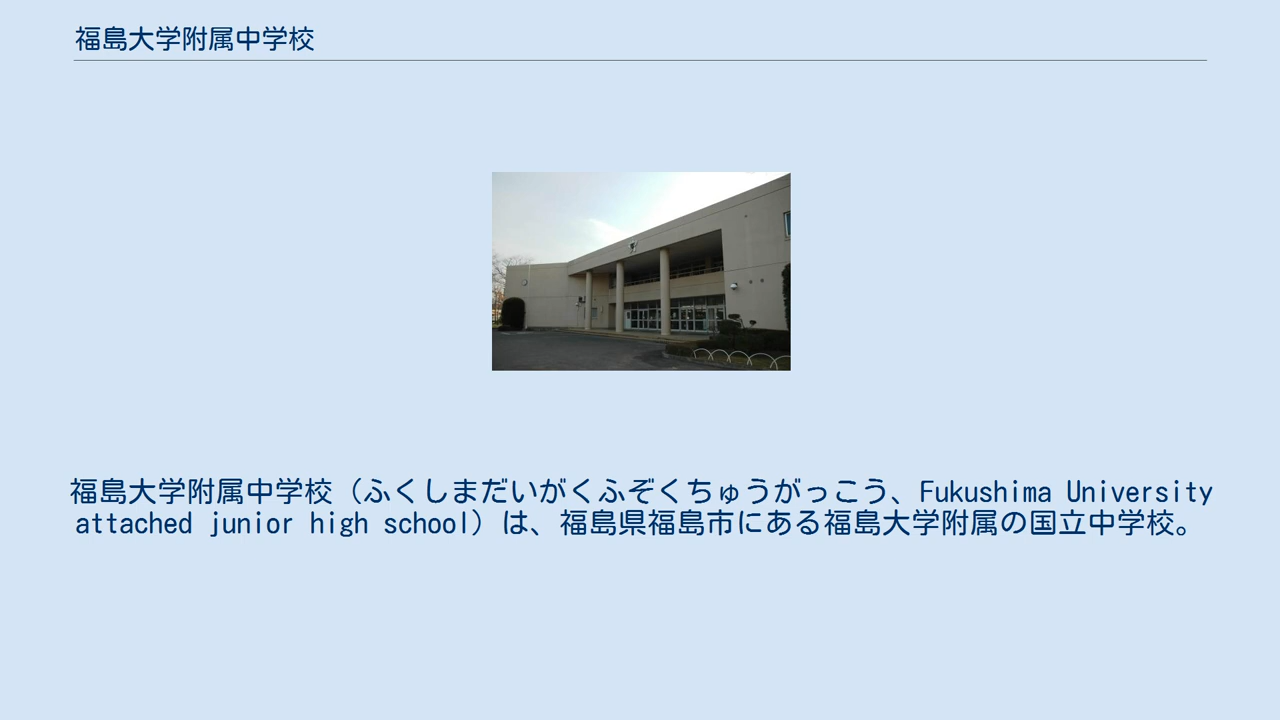 福島大学附属中学校
福島大学附属中学校（ふくしまだいがくふぞくちゅうがっこう、Fukushima University
attached junior high school）は、福島県福島市にある福島大学附属の国立中学校。